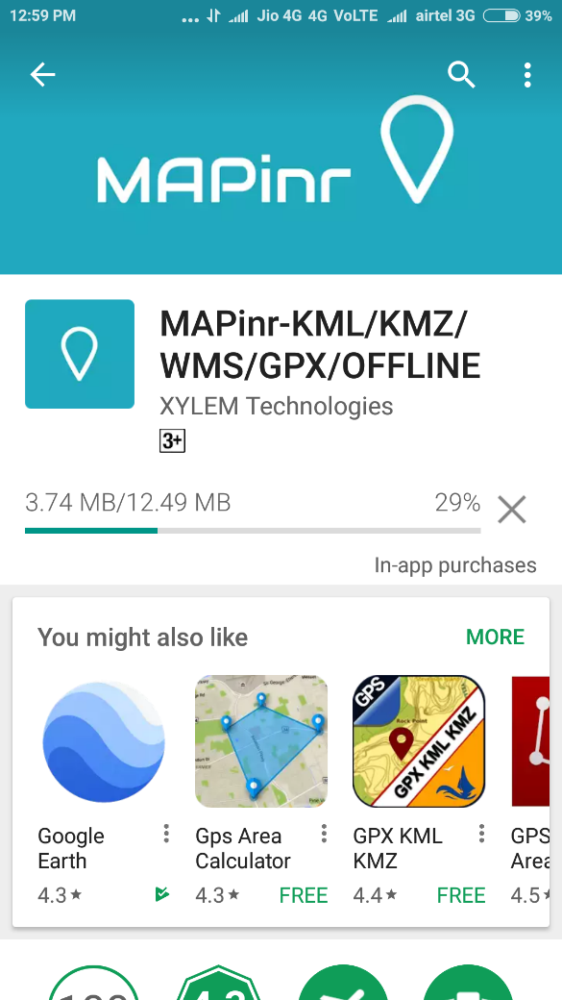 12:59 PM ... Jio 4G 4G VoLTE airtel 3G 39%
MAPinr
MAPinr-KML/KMZ/
WMS/GPX/OFFLINE
XYLEM Technologies
3+
3.74 MB/12.49 MB 29%
In-app purchases
You might also like MORE
GPS
Rock Point
GPX KML KMZ
Google Earth
Gps Area Calculator
GPX KML KMZ
GPS
4.3★
4.3★ FREE
4.4★ FREE
4.5